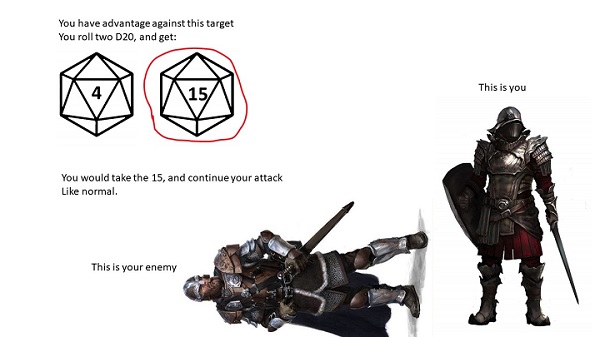 You have advantage against this target
You roll two D20, and get:
4
15
This is you
You would take the 15, and continue your attack
Like normal.
This is your enemy